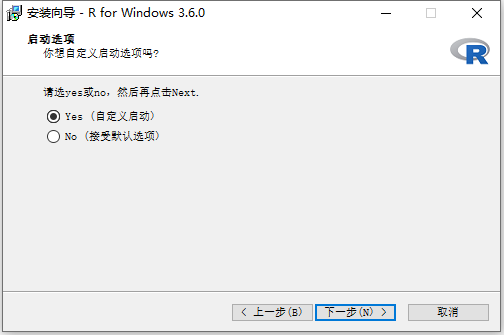 安装向导 - R for Windows 3.6.0
启动选项
你想自定义启动选项吗?
R
请选yes或no，然后再点击Next.
Yes (自定义启动)
No (接受默认选项)
< 上一步(B)
下一步(N) >
取消